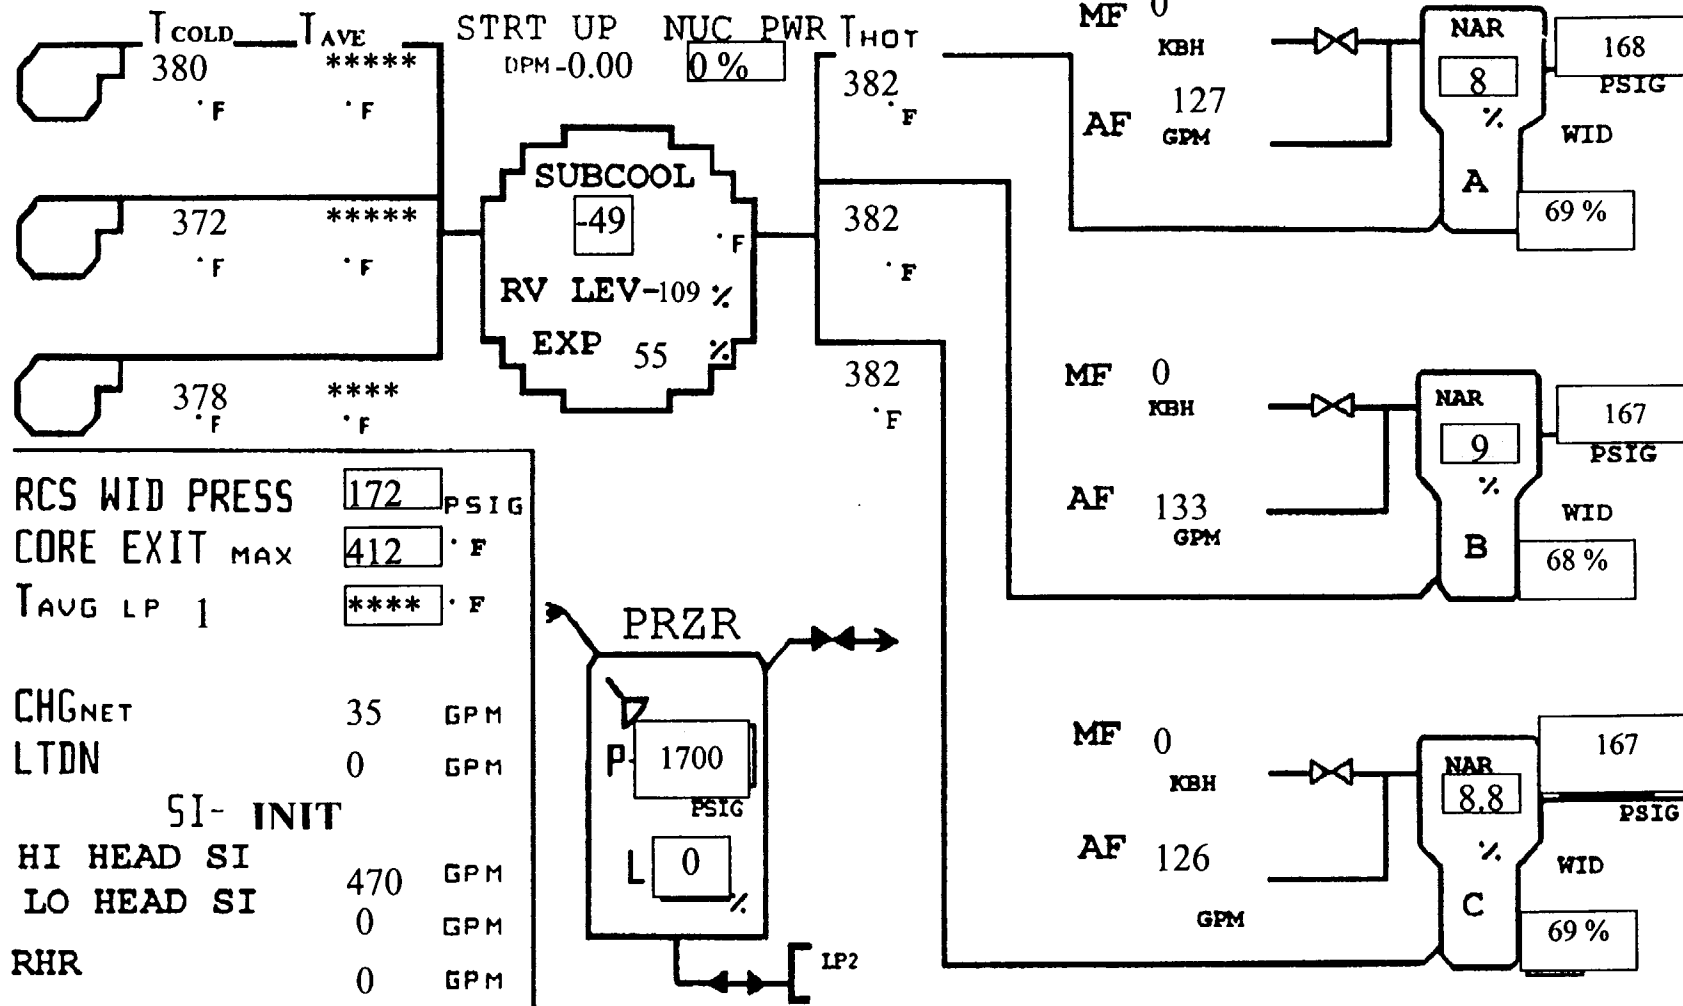 TCOLD TAVE STRT UP NUC PWR THOT
380 ***** DPM -0.00 0 % 382
°F °F °F
372 ***** 382
°F °F °F
378 **** 382
°F °F °F
SUBCOOL
-49 °F
RV LEV-109 %
EXP 55 %
RCS WID PRESS 172 PSIG
CORE EXIT MAX 412 °F
TAVG LP 1 **** °F
CHGNET 35 GPM
LTDN 0 GPM
SI- INIT
HI HEAD SI 470 GPM
LO HEAD SI 0 GPM
RHR 0 GPM
PRZR
P 1700
PSIG
L 0
%
LP2
MF 0
KBH
AF 127
GPM
NAR
8
%
A
168
PSIG
WID
69 %
MF 0
KBH
AF 133
GPM
NAR
9
%
B
167
PSIG
WID
68 %
MF 0
KBH
AF 126
GPM
NAR
8.8
%
C
167
PSIG
WID
69 %